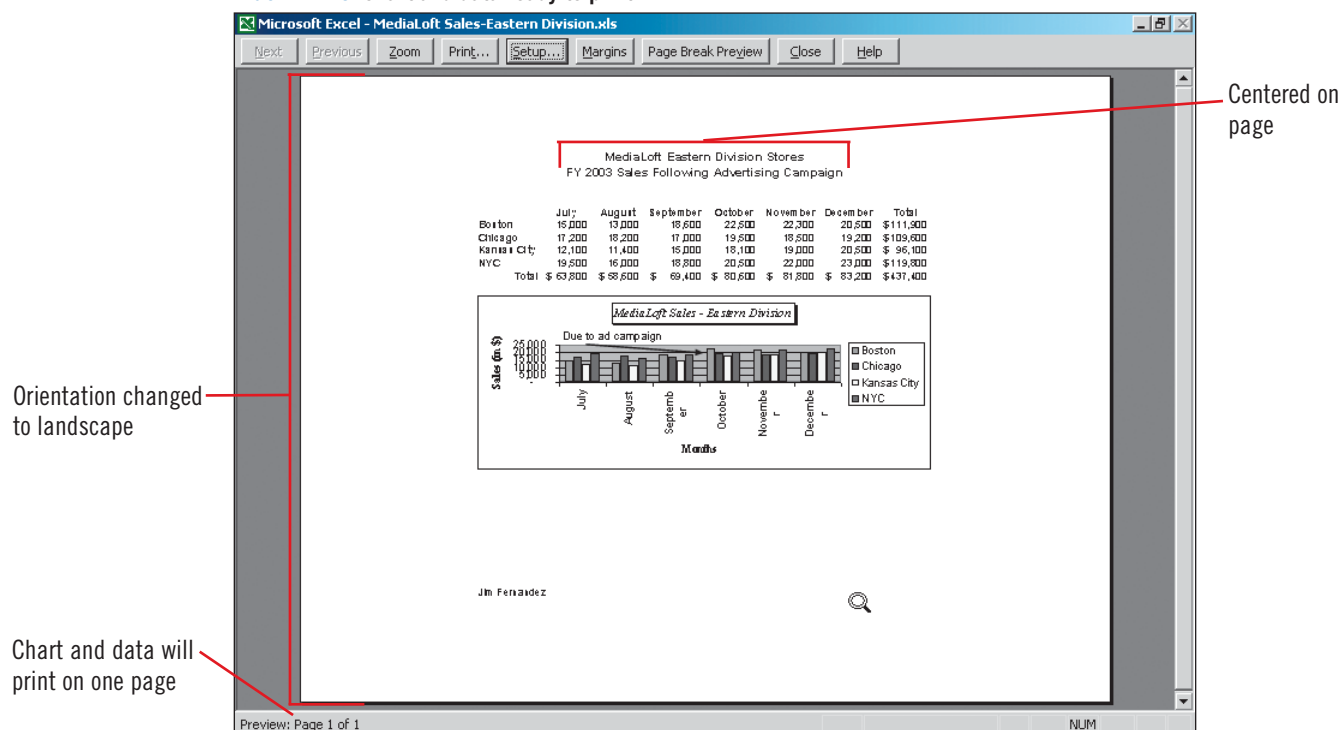 Microsoft Excel - MediaLoft Sales-Eastern Division.xls
Next Previous Zoom Print... Setup... Margins Page Break Preview Close Help
Centered on
page
MediaLoft Eastern Division Stores
FY 2003 Sales Following Advertising Campaign
July August September October November December Total
Boston 15,000 13,000 18,600 22,500 22,300 20,500 $111,900
Chicago 17,200 18,200 17,000 19,500 18,500 19,200 $109,600
Kansas City 12,100 11,400 15,000 18,100 19,000 20,500 $ 96,100
NYC 19,500 16,000 18,800 20,500 22,000 23,000 $119,800
Total $ 63,800 $ 58,600 $ 69,400 $ 80,600 $ 81,800 $ 83,200 $437,400
MediaLoft Sales - Eastern Division
Due to ad campaign
Sales (in $)
25,000
20,000
15,000
10,000
5,000
-
Boston
Chicago
Kansas City
NYC
July
August
Septemb
er
October
Novembe
r
Decembe
r
Months
Orientation changed
to landscape
Jim Fernandez
Chart and data will
print on one page
Preview: Page 1 of 1
NUM